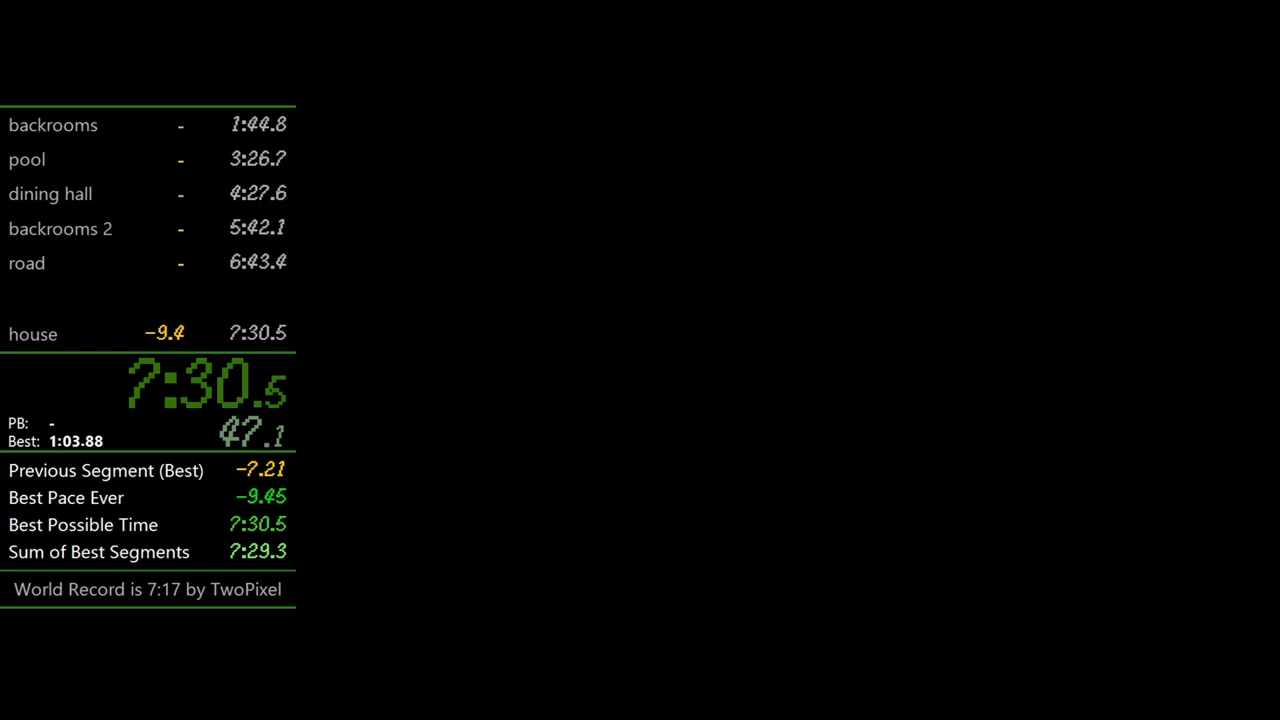 backrooms - 1:44.8
pool - 3:26.7
dining hall - 4:27.6
backrooms 2 - 5:42.1
road - 6:43.4
house -9.4 7:30.5
7:30.5
PB: - 47.1
Best: 1:03.88
Previous Segment (Best) -7.21
Best Pace Ever -9.45
Best Possible Time 7:30.5
Sum of Best Segments 7:29.3
World Record is 7:17 by TwoPixel